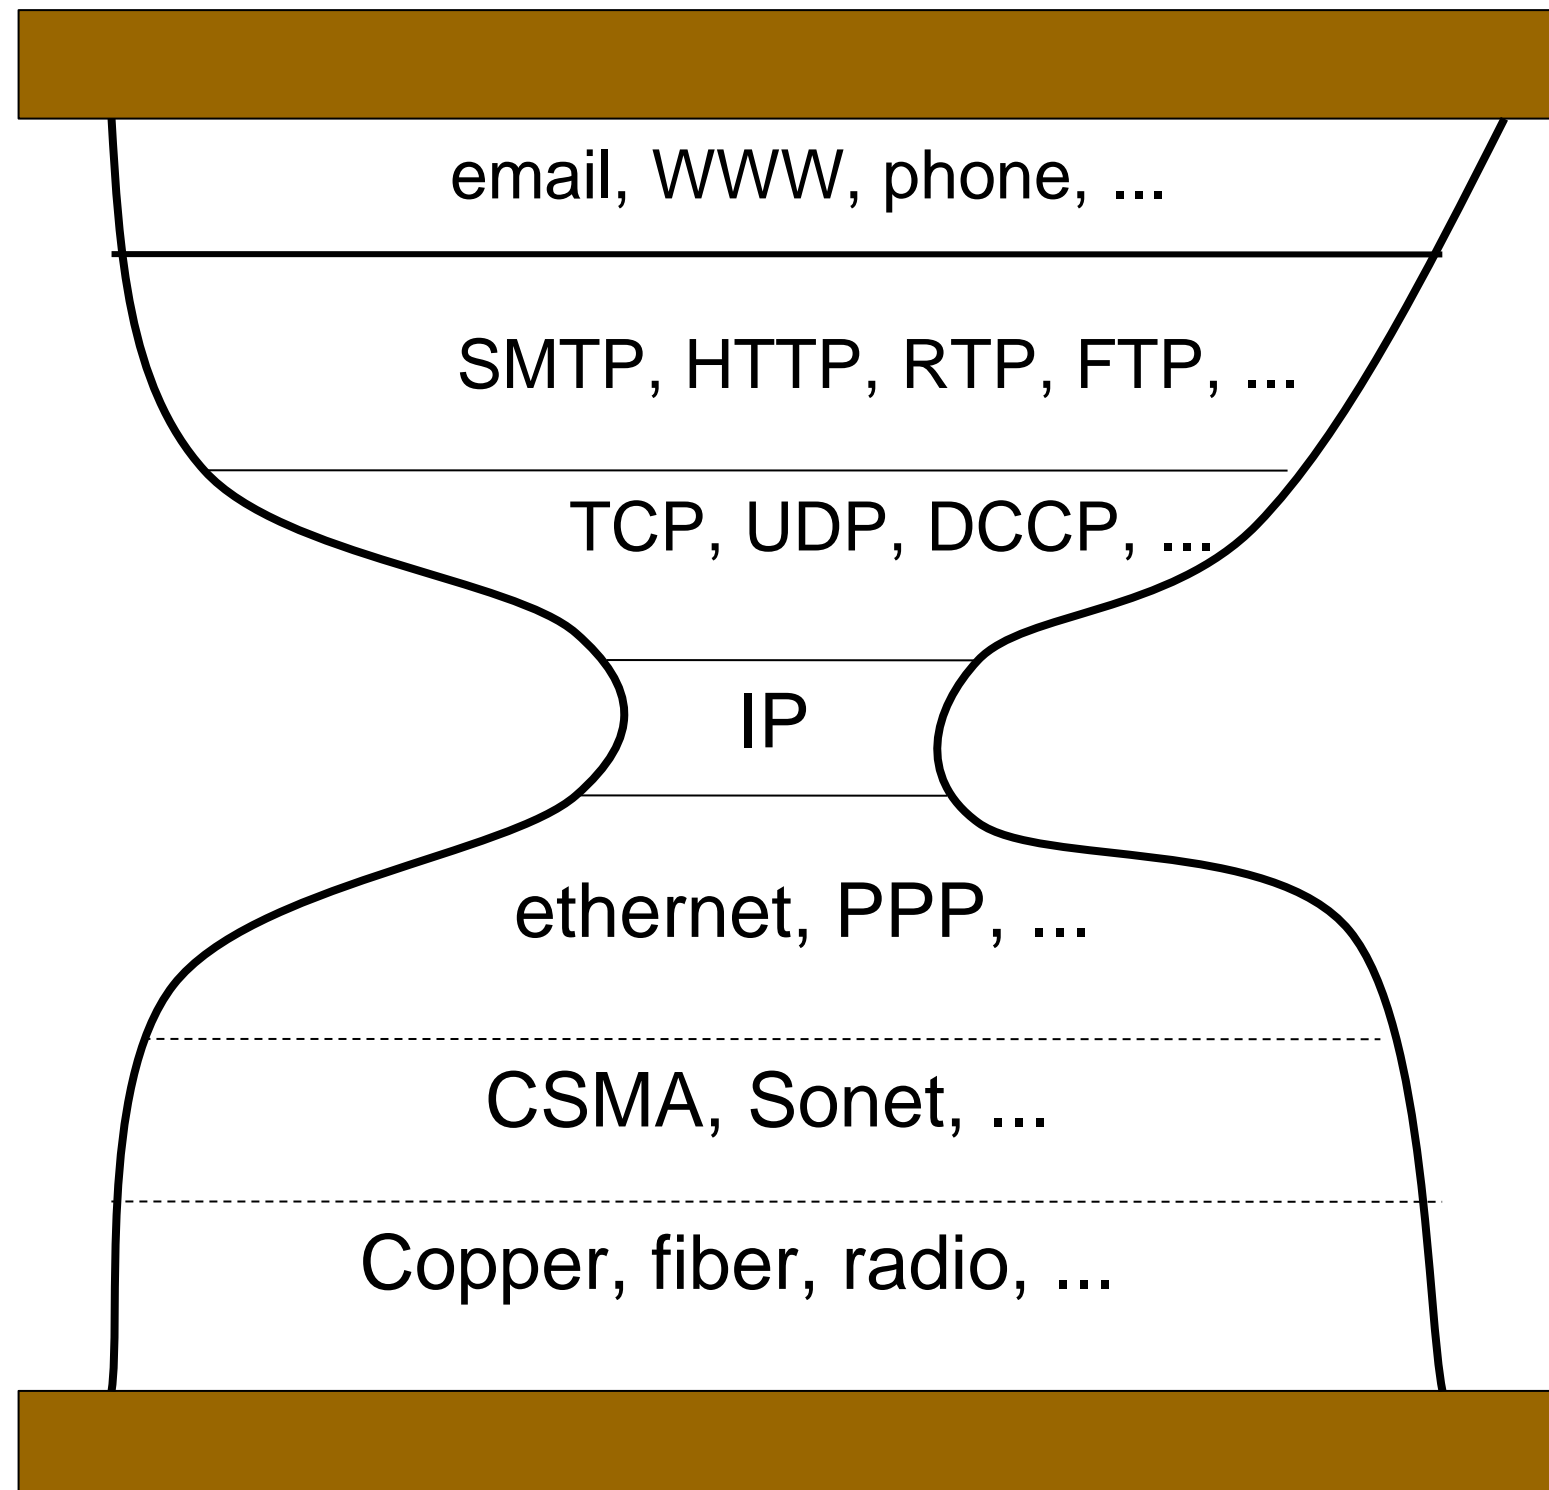 email, WWW, phone, ...
SMTP, HTTP, RTP, FTP, ...
TCP, UDP, DCCP, ...
IP
ethernet, PPP, ...
CSMA, Sonet, ...
Copper, fiber, radio, ...